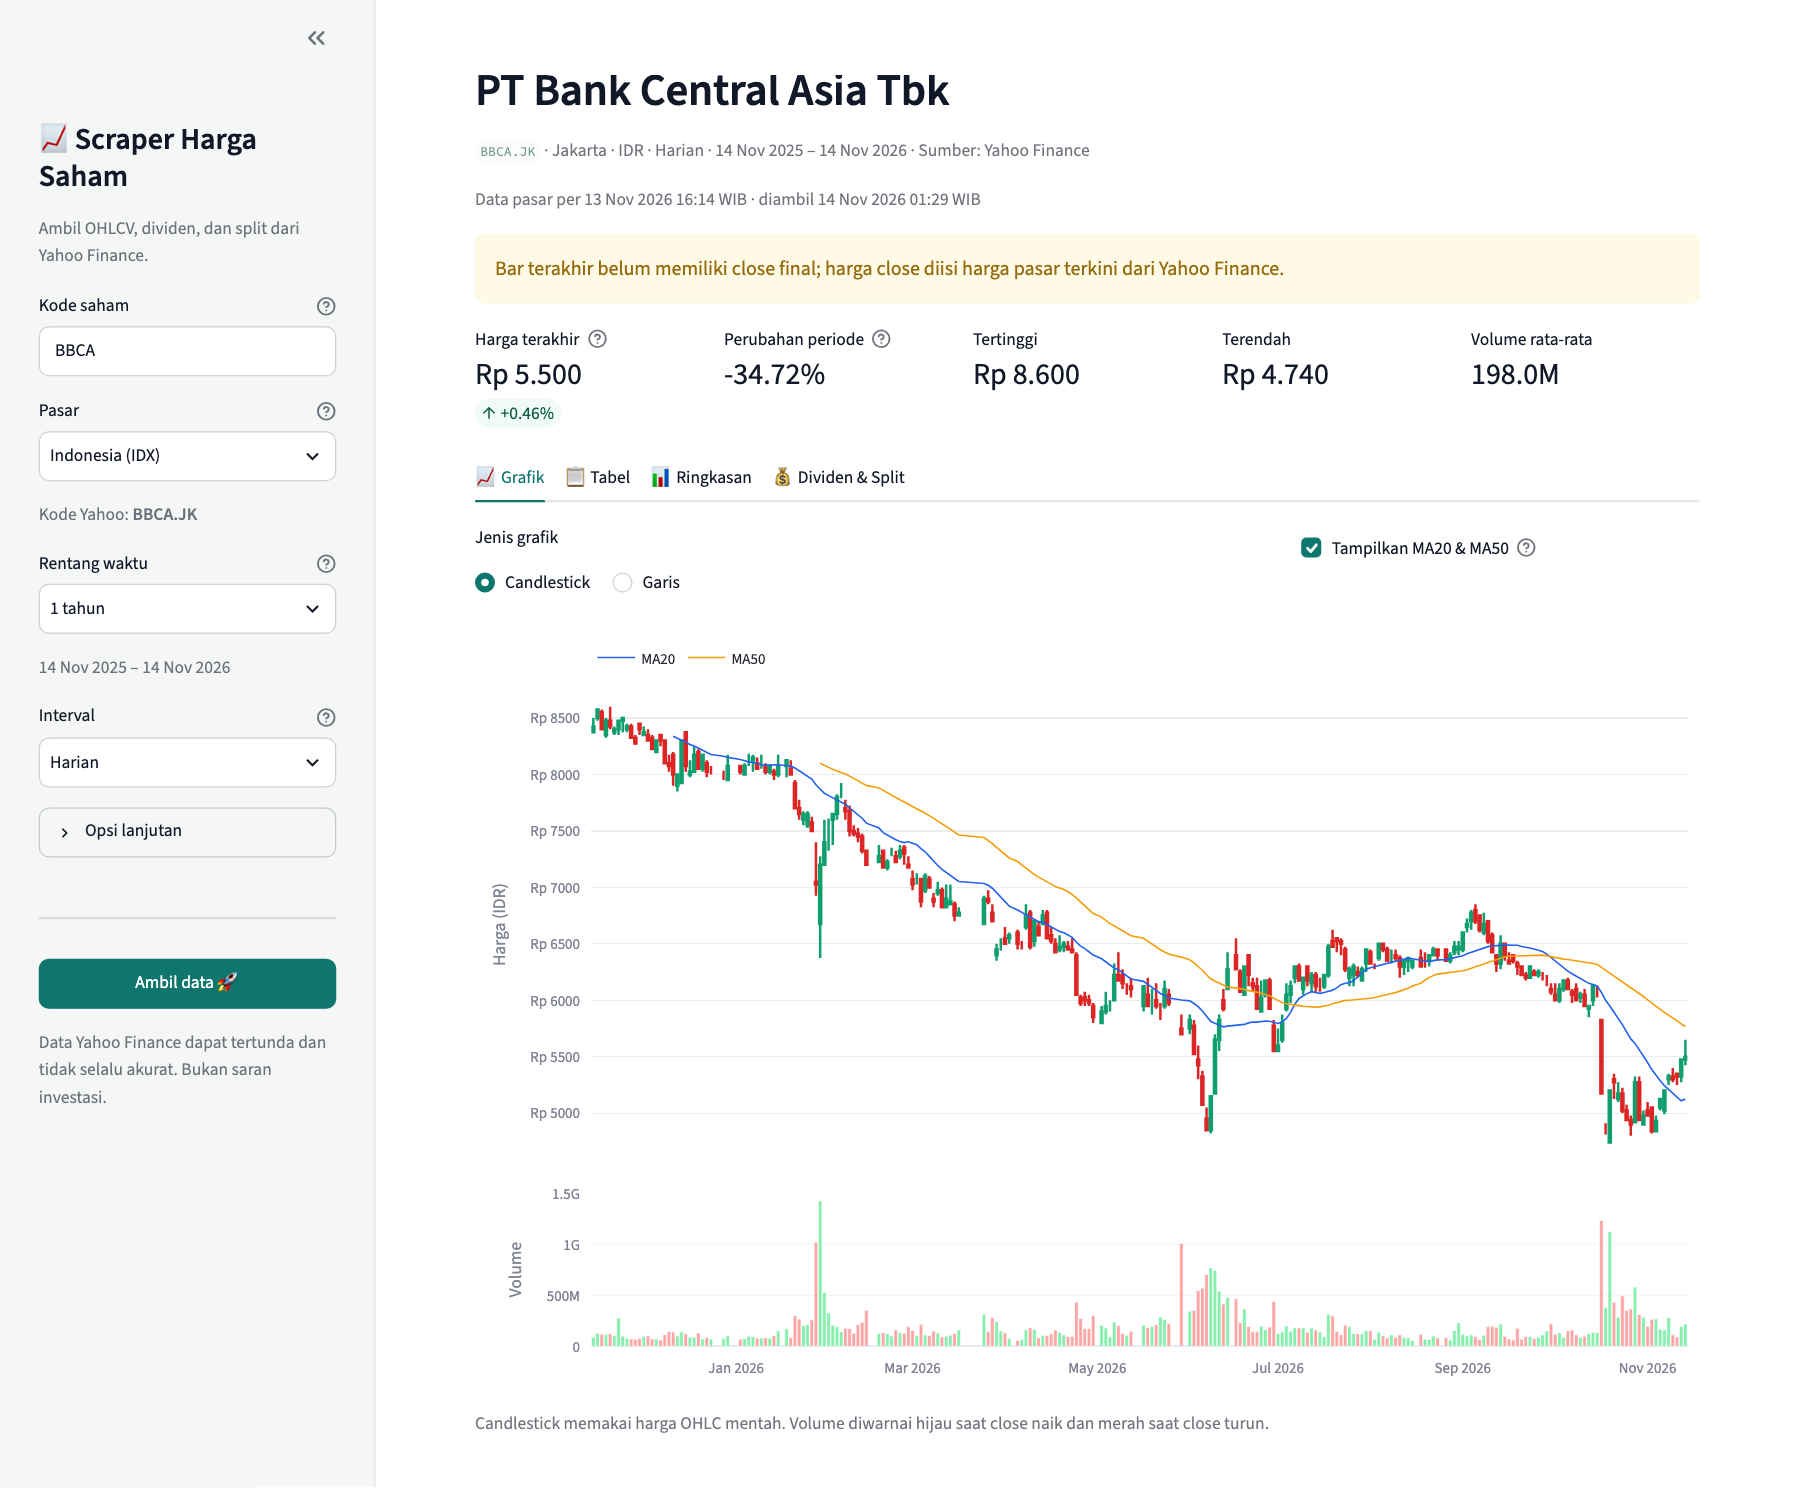 Scraper Harga
Saham
Ambil OHLCV, dividen, dan split dari
Yahoo Finance.
Kode saham
BBCA
Pasar
Indonesia (IDX)
Kode Yahoo: BBCA.JK
Rentang waktu
1 tahun
14 Nov 2025 – 14 Nov 2026
Interval
Harian
Opsi lanjutan
Ambil data
Data Yahoo Finance dapat tertunda dan
tidak selalu akurat. Bukan saran
investasi.
PT Bank Central Asia Tbk
BBCA.JK · Jakarta · IDR · Harian · 14 Nov 2025 – 14 Nov 2026 · Sumber: Yahoo Finance
Data pasar per 13 Nov 2026 16:14 WIB · diambil 14 Nov 2026 01:29 WIB
Bar terakhir belum memiliki close final; harga close diisi harga pasar terkini dari Yahoo Finance.
Harga terakhir
Rp 5.500
↑ +0.46%
Perubahan periode
-34.72%
Tertinggi
Rp 8.600
Terendah
Rp 4.740
Volume rata-rata
198.0M
Grafik Tabel Ringkasan Dividen & Split
Jenis grafik
Candlestick Garis
Tampilkan MA20 & MA50
MA20 MA50
Harga (IDR)
Rp 8500
Rp 8000
Rp 7500
Rp 7000
Rp 6500
Rp 6000
Rp 5500
Rp 5000
Volume
1.5G
1G
500M
0
Jan 2026 Mar 2026 May 2026 Jul 2026 Sep 2026 Nov 2026
Candlestick memakai harga OHLC mentah. Volume diwarnai hijau saat close naik dan merah saat close turun.